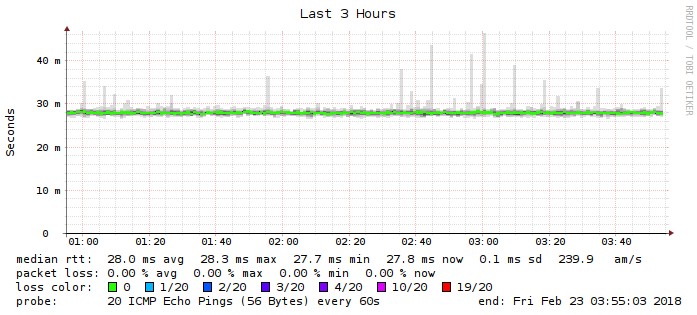 Last 3 Hours
RRDTOOL / TOBI OETIKER
Seconds
40 m
30 m
20 m
10 m
0
01:00 01:20 01:40 02:00 02:20 02:40 03:00 03:20 03:40
median rtt: 28.0 ms avg 28.3 ms max 27.7 ms min 27.8 ms now 0.1 ms sd 239.9 am/s
packet loss: 0.00 % avg 0.00 % max 0.00 % min 0.00 % now
loss color: 0 1/20 2/20 3/20 4/20 10/20 19/20
probe: 20 ICMP Echo Pings (56 Bytes) every 60s end: Fri Feb 23 03:55:03 2018